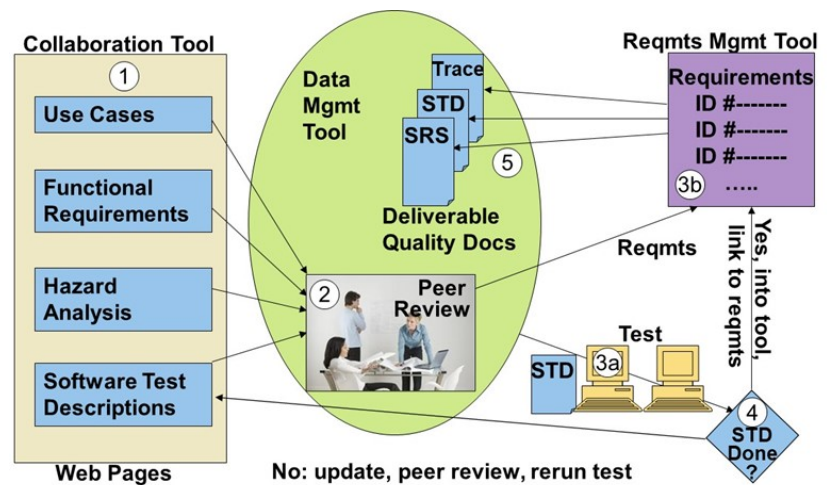 Collaboration Tool
1
Use Cases
Functional
Requirements
Hazard
Analysis
Software Test
Descriptions
Web Pages
Data
Mgmt
Tool
Trace
STD
SRS
5
Deliverable
Quality Docs
2
Peer
Review
Reqmts Mgmt Tool
Requirements
ID #-------
ID #-------
ID #-------
3b
.....
Reqmts
Yes, into tool,
link to reqmts
Test
STD
3a
4
STD
Done
?
No: update, peer review, rerun test